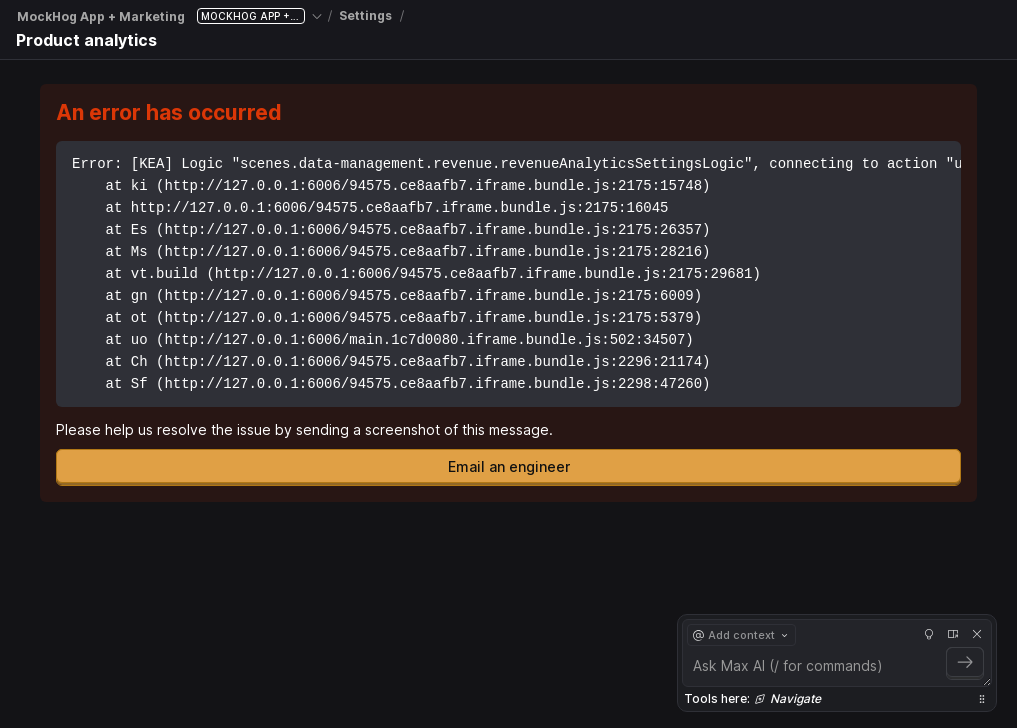 MockHog App + Marketing MOCKHOG APP +... / Settings /
Product analytics
An error has occurred
Error: [KEA] Logic "scenes.data-management.revenue.revenueAnalyticsSettingsLogic", connecting to action "u
at ki (http://127.0.0.1:6006/94575.ce8aafb7.iframe.bundle.js:2175:15748)
at http://127.0.0.1:6006/94575.ce8aafb7.iframe.bundle.js:2175:16045
at Es (http://127.0.0.1:6006/94575.ce8aafb7.iframe.bundle.js:2175:26357)
at Ms (http://127.0.0.1:6006/94575.ce8aafb7.iframe.bundle.js:2175:28216)
at vt.build (http://127.0.0.1:6006/94575.ce8aafb7.iframe.bundle.js:2175:29681)
at gn (http://127.0.0.1:6006/94575.ce8aafb7.iframe.bundle.js:2175:6009)
at ot (http://127.0.0.1:6006/94575.ce8aafb7.iframe.bundle.js:2175:5379)
at uo (http://127.0.0.1:6006/main.1c7d0080.iframe.bundle.js:502:34507)
at Ch (http://127.0.0.1:6006/94575.ce8aafb7.iframe.bundle.js:2296:21174)
at Sf (http://127.0.0.1:6006/94575.ce8aafb7.iframe.bundle.js:2298:47260)
Please help us resolve the issue by sending a screenshot of this message.
Email an engineer
@ Add context
Ask Max AI (/ for commands)
Tools here: Navigate